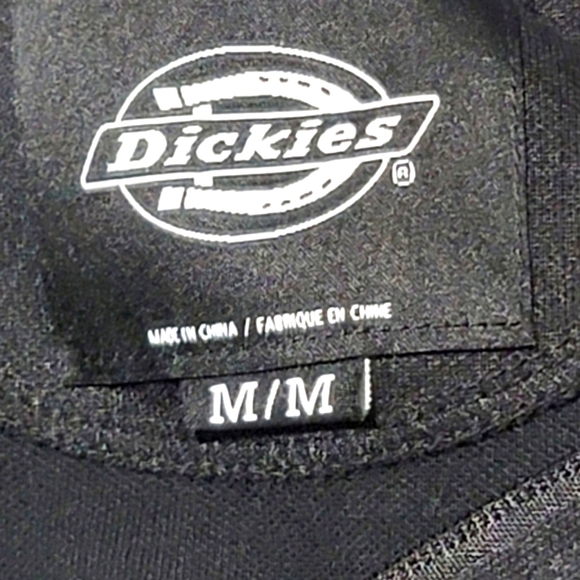 Dickies
®
MADE IN CHINA / FABRIQUE EN CHINE
M/M